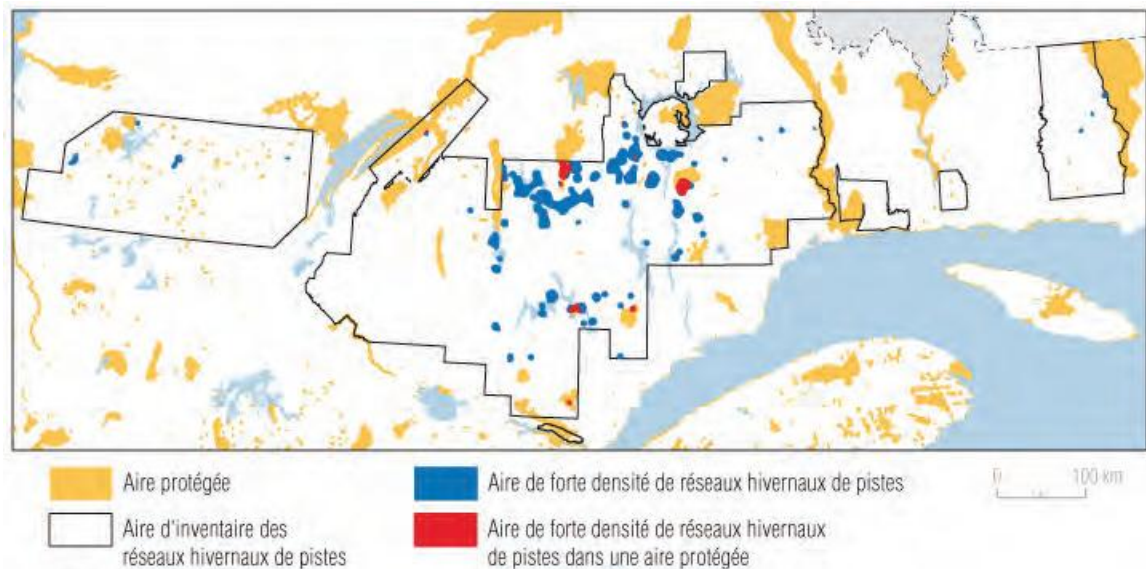 Aire protégée
Aire d'inventaire des
réseaux hivernaux de pistes
Aire de forte densité de réseaux hivernaux de pistes
Aire de forte densité de réseaux hivernaux
de pistes dans une aire protégée
0 100 km